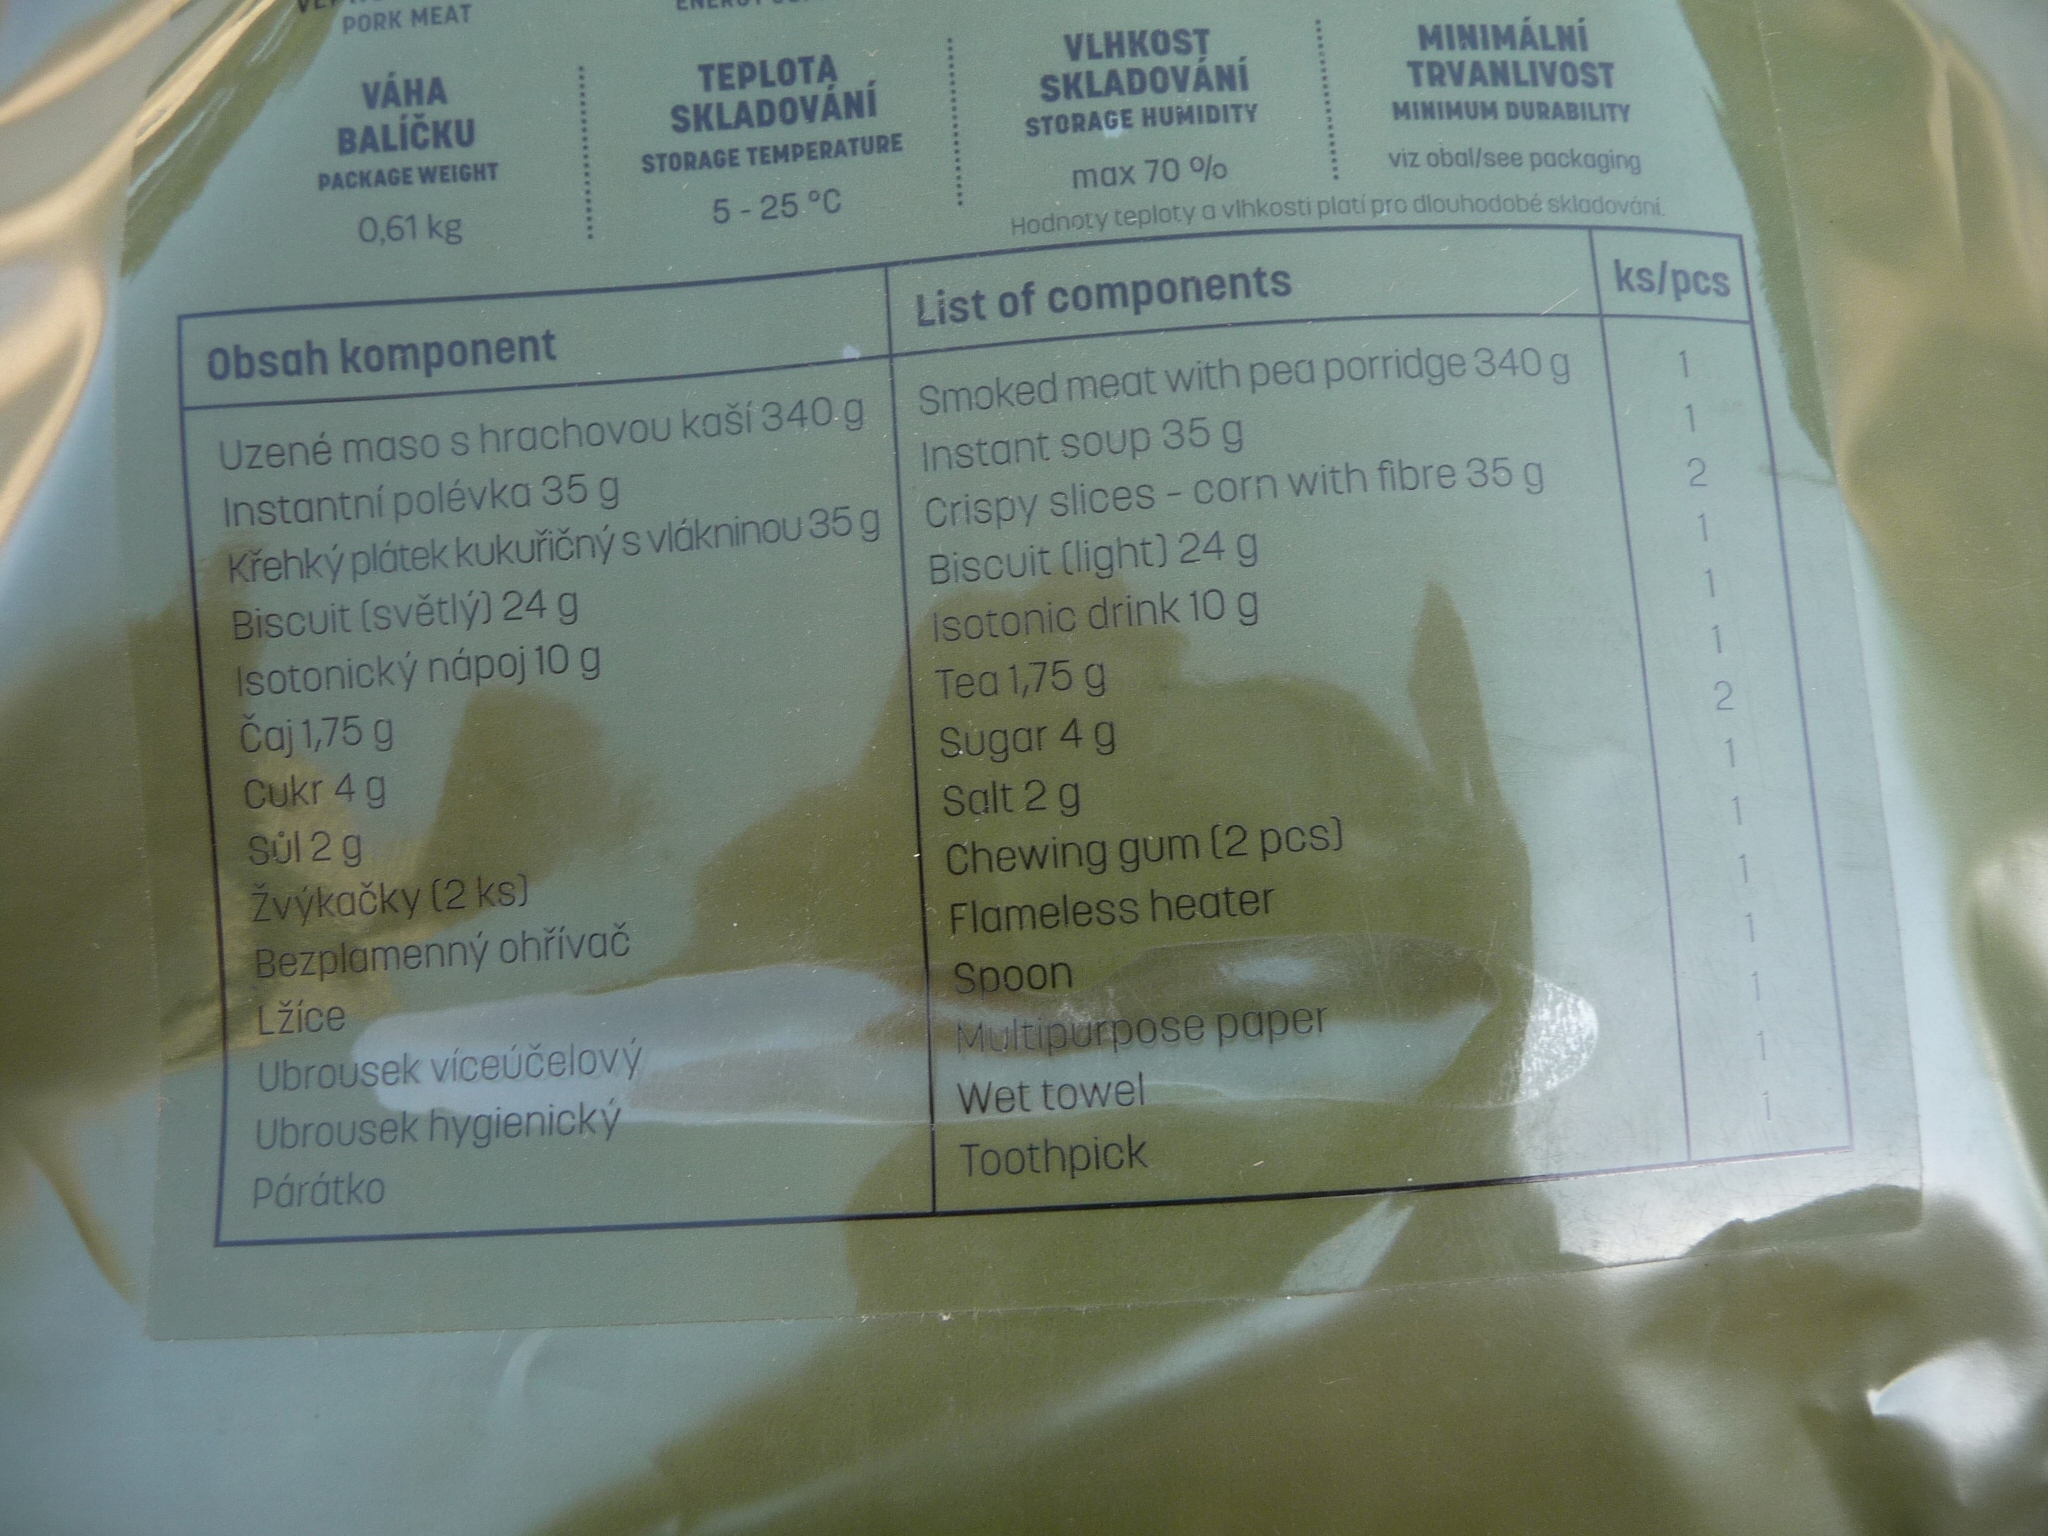 PORK MEAT
VÁHA
BALÍČKU
PACKAGE WEIGHT
0,61 kg
TEPLOTA
SKLADOVÁNÍ
STORAGE TEMPERATURE
5 - 25 °C
VLHKOST
SKLADOVÁNÍ
STORAGE HUMIDITY
max 70 %
MINIMÁLNÍ
TRVANLIVOST
MINIMUM DURABILITY
viz obal/see packaging
Hodnoty teploty a vlhkosti platí pro dlouhodobé skladování.
Obsah komponent List of components ks/pcs
Uzené maso s hrachovou kaší 340 g Smoked meat with pea porridge 340 g 1
Instantní polévka 35 g Instant soup 35 g 1
Křehký plátek kukuřičný s vlákninou 35 g Crispy slices - corn with fibre 35 g 2
Biscuit (světlý) 24 g Biscuit (light) 24 g 1
Isotonický nápoj 10 g Isotonic drink 10 g 1
Čaj 1,75 g Tea 1,75 g 1
Cukr 4 g Sugar 4 g 2
Sůl 2 g Salt 2 g 1
Žvýkačky (2 ks) Chewing gum (2 pcs) 1
Bezplamenný ohřívač Flameless heater 1
Lžíce Spoon 1
Ubrousek víceúčelový Multipurpose paper 1
Ubrousek hygienický Wet towel 1
Párátko Toothpick 1